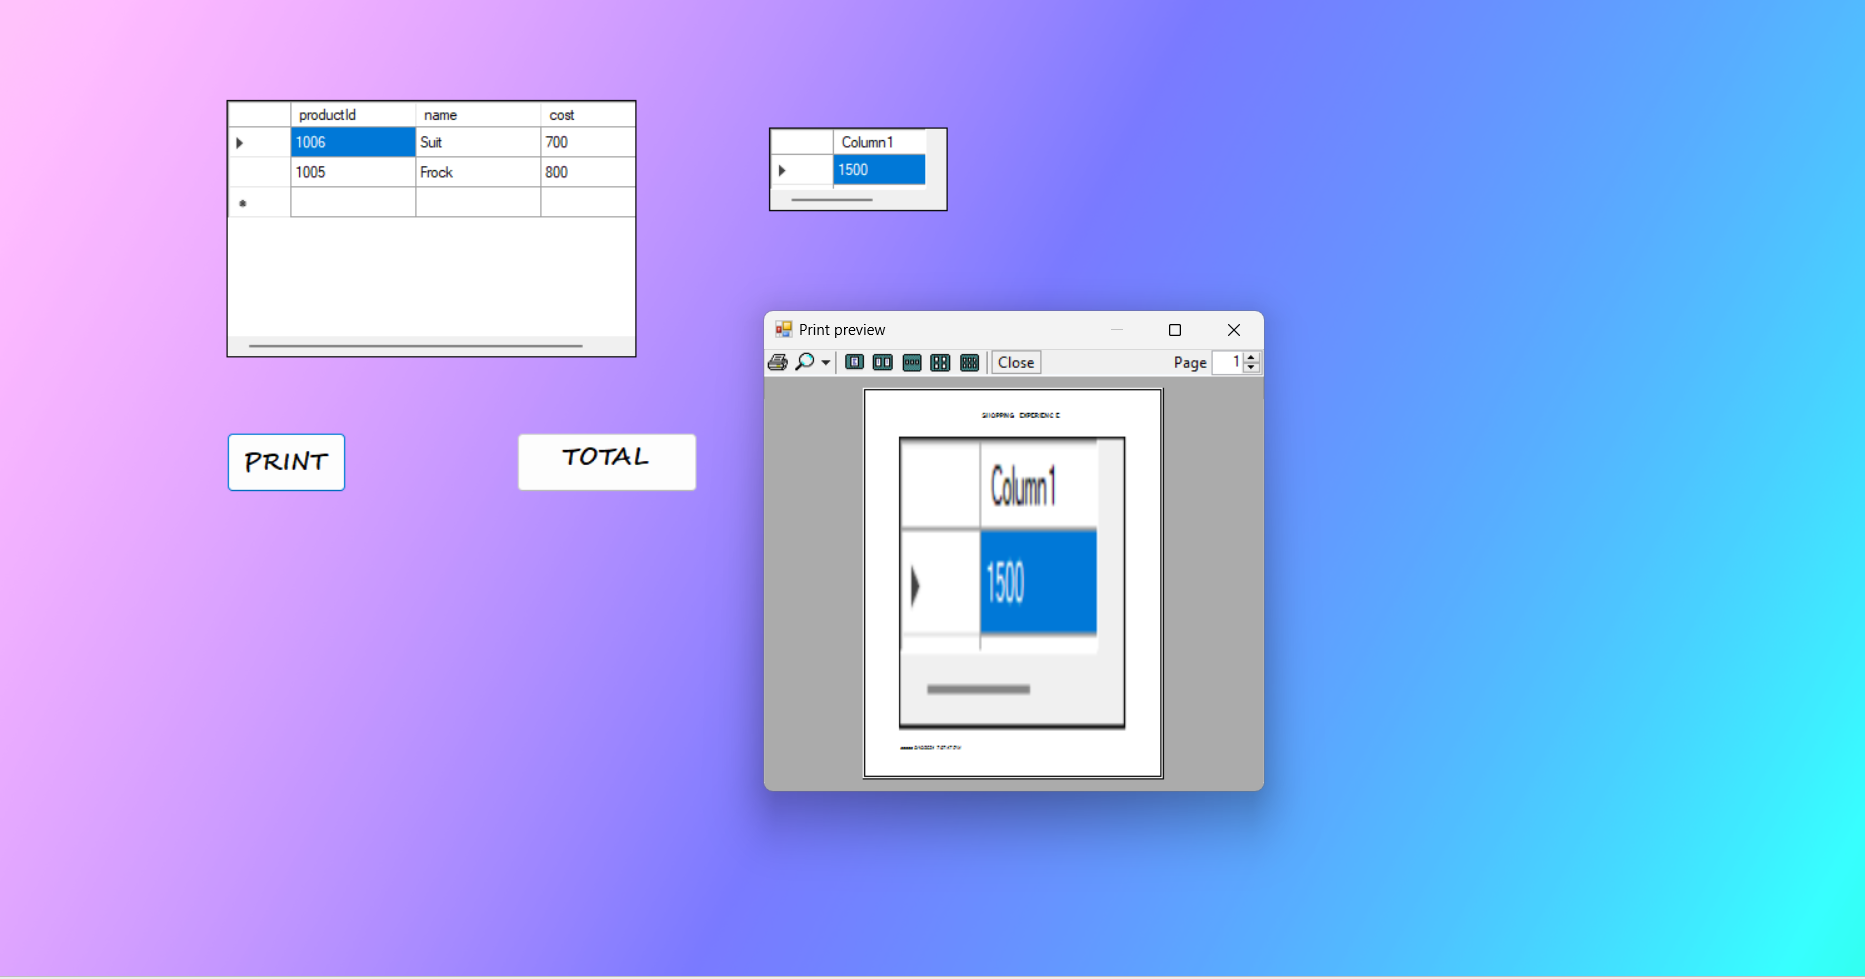 productId name cost
1006 Suit 700
1005 Frock 800
Column1
1500
PRINT
TOTAL
Print preview
Close
Page 1
SHOPPING EXPERIENCE
Column1
1500